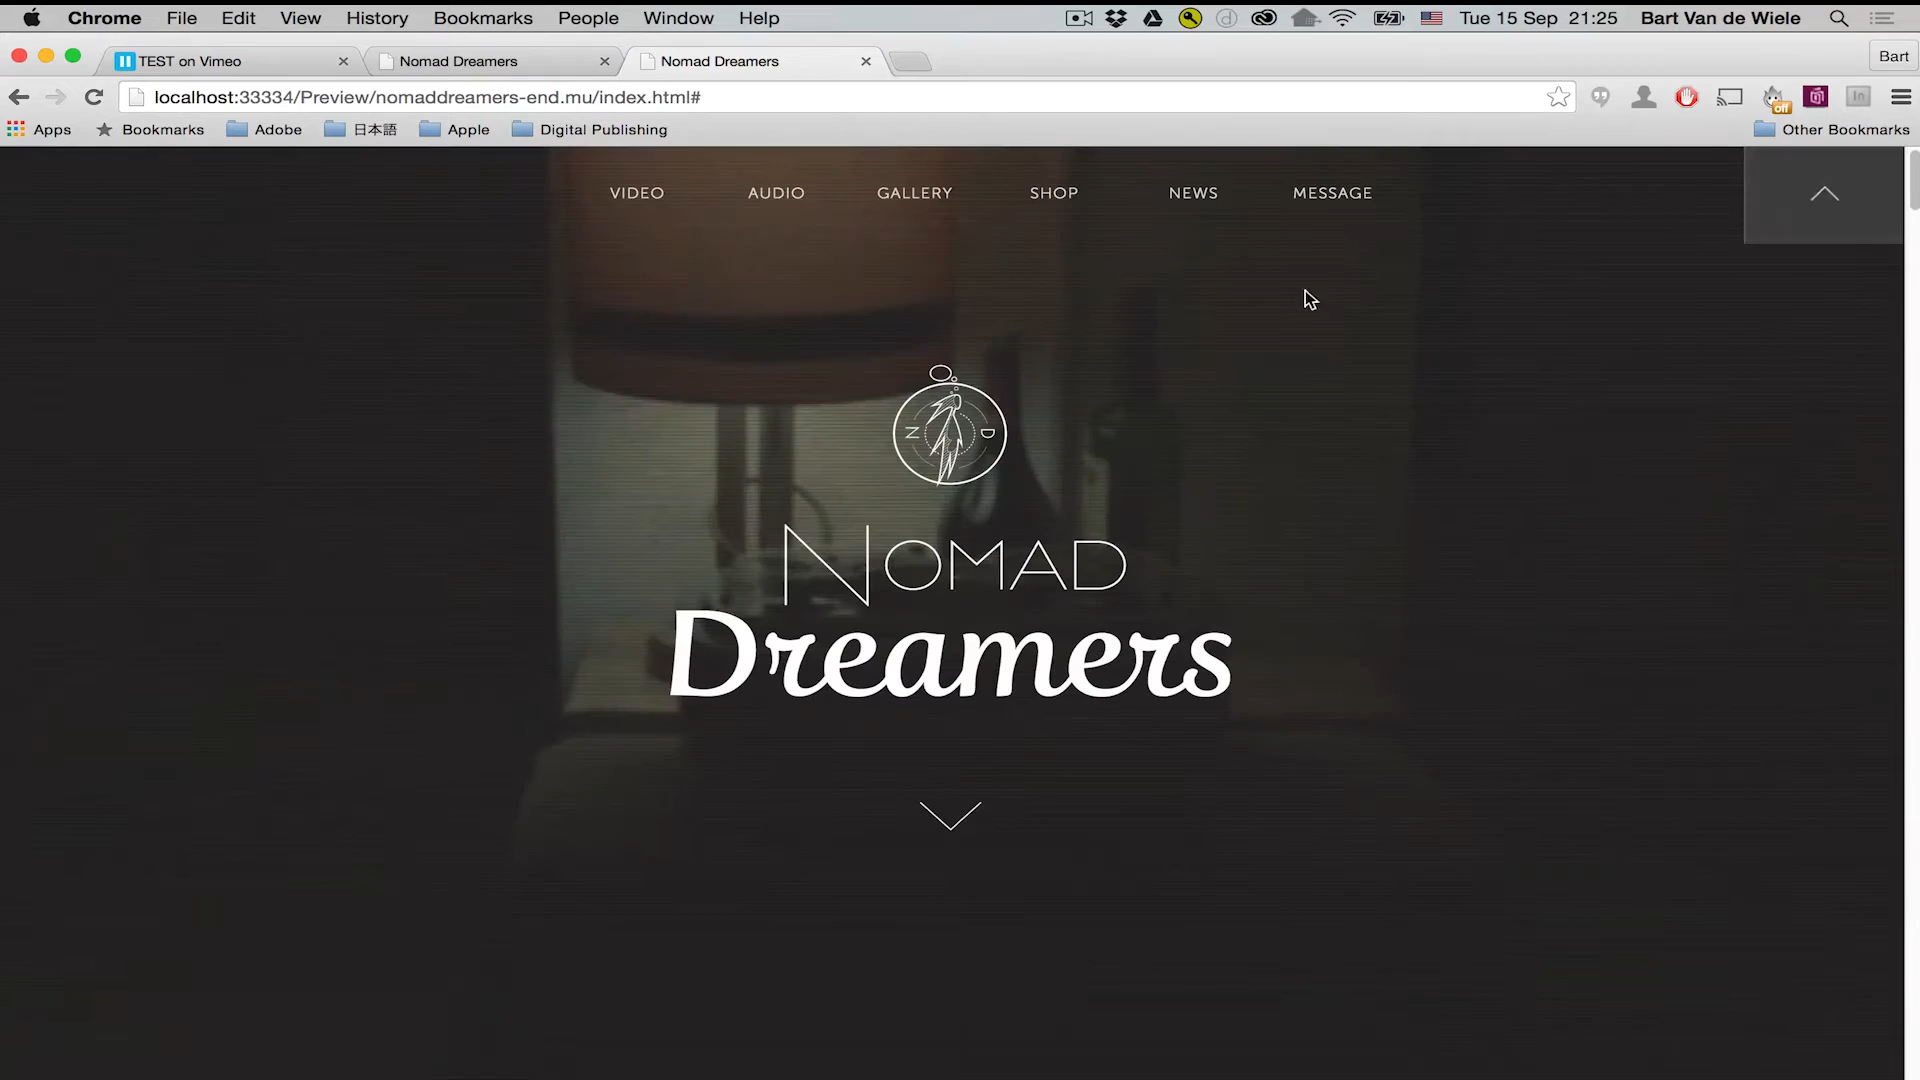 Chrome File Edit View History Bookmarks People Window Help Tue 15 Sep 21:25 Bart Van de Wiele
TEST on Vimeo Nomad Dreamers Nomad Dreamers Bart
localhost:33334/Preview/nomaddreamers-end.mu/index.html#
Apps Bookmarks Adobe 日本語 Apple Digital Publishing Other Bookmarks
VIDEO AUDIO GALLERY SHOP NEWS MESSAGE
N D
NOMAD
Dreamers